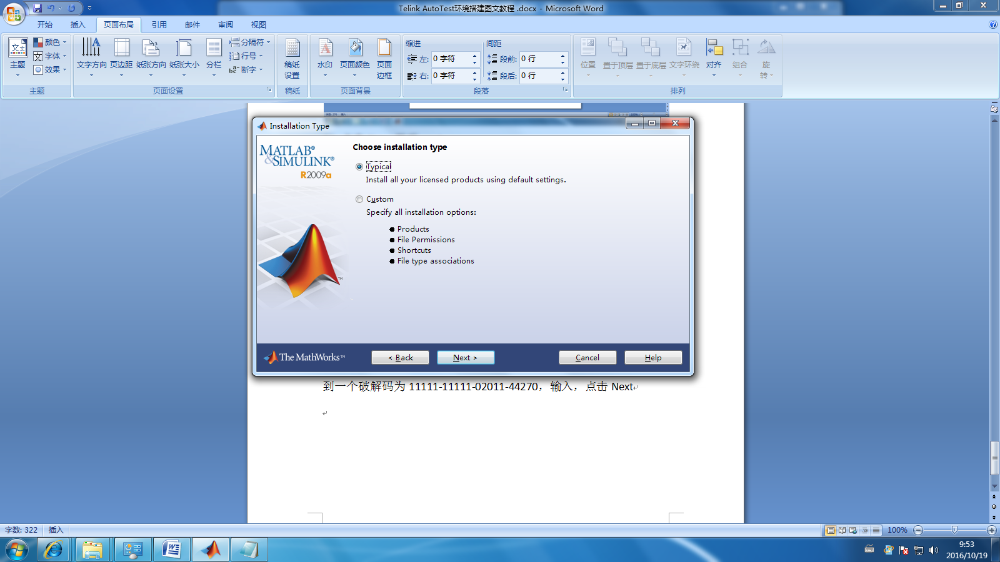 Telink AutoTest环境搭建图文教程 .docx - Microsoft Word
开始 插入 页面布局 引用 邮件 审阅 视图
主题 颜色 字体 效果
文字方向 页边距 纸张方向 纸张大小 分栏 分隔符 行号 断字
稿纸设置
水印 页面颜色 页面边框
缩进 间距
左: 0 字符 段前: 0 行
右: 0 字符 段后: 0 行
位置 置于顶层 置于底层 文字环绕 对齐 组合 旋转
主题 页面设置 稿纸 页面背景 段落 排列
Installation Type
MATLAB®
&SIMULINK®
R2009a
Choose installation type
Typical
Install all your licensed products using default settings.
Custom
Specify all installation options:
● Products
● File Permissions
● Shortcuts
● File type associations
The MathWorks™
< Back Next > Cancel Help
到一个破解码为 11111-11111-02011-44270，输入，点击 Next
字数: 322 插入 100%
9:53
2016/10/19